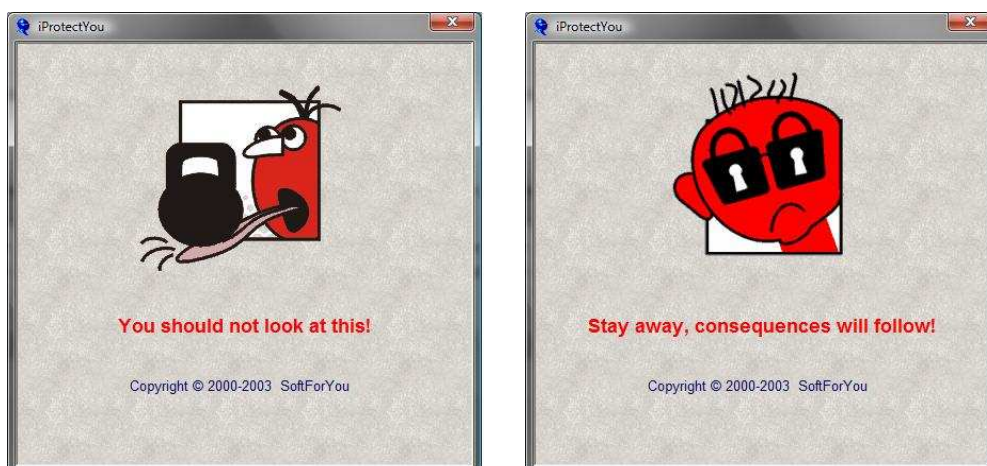 iProtectYou
You should not look at this!
Copyright © 2000-2003 SoftForYou
iProtectYou
Stay away, consequences will follow!
Copyright © 2000-2003 SoftForYou